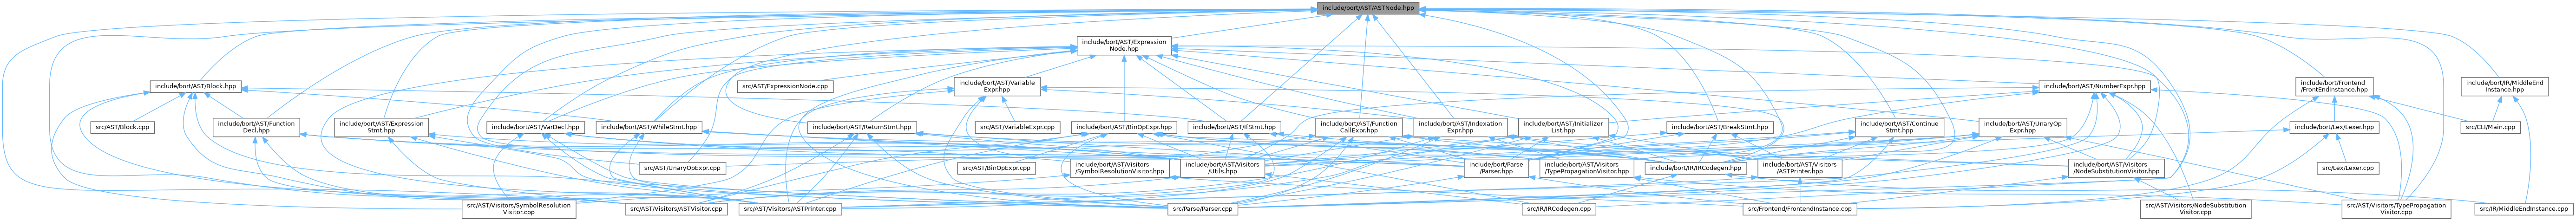 include/bort/AST/ASTNode.hpp
include/bort/AST/Expression
Node.hpp
include/bort/AST/Block.hpp
src/AST/ExpressionNode.cpp
include/bort/AST/Variable
Expr.hpp
include/bort/AST/NumberExpr.hpp
include/bort/Frontend
/FrontEndInstance.hpp
include/bort/IR/MiddleEnd
Instance.hpp
src/AST/Block.cpp
include/bort/AST/Function
Decl.hpp
include/bort/AST/Expression
Stmt.hpp
include/bort/AST/VarDecl.hpp
include/bort/AST/WhileStmt.hpp
include/bort/AST/ReturnStmt.hpp
src/AST/VariableExpr.cpp
include/bort/AST/BinOpExpr.hpp
include/bort/AST/IfStmt.hpp
include/bort/AST/Function
CallExpr.hpp
include/bort/AST/Indexation
Expr.hpp
include/bort/AST/Initializer
List.hpp
include/bort/AST/BreakStmt.hpp
include/bort/AST/Continue
Stmt.hpp
include/bort/AST/UnaryOp
Expr.hpp
include/bort/Lex/Lexer.hpp
src/CLI/Main.cpp
src/AST/UnaryOpExpr.cpp
src/AST/BinOpExpr.cpp
include/bort/AST/Visitors
/SymbolResolutionVisitor.hpp
include/bort/AST/Visitors
/Utils.hpp
include/bort/Parse
/Parser.hpp
include/bort/AST/Visitors
/TypePropagationVisitor.hpp
include/bort/IR/IRCodegen.hpp
include/bort/AST/Visitors
/ASTPrinter.hpp
include/bort/AST/Visitors
/NodeSubstitutionVisitor.hpp
src/Lex/Lexer.cpp
src/AST/Visitors/SymbolResolution
Visitor.cpp
src/AST/Visitors/ASTVisitor.cpp
src/AST/Visitors/ASTPrinter.cpp
src/Parse/Parser.cpp
src/IR/IRCodegen.cpp
src/Frontend/FrontendInstance.cpp
src/AST/Visitors/NodeSubstitution
Visitor.cpp
src/AST/Visitors/TypePropagation
Visitor.cpp
src/IR/MiddleEndInstance.cpp